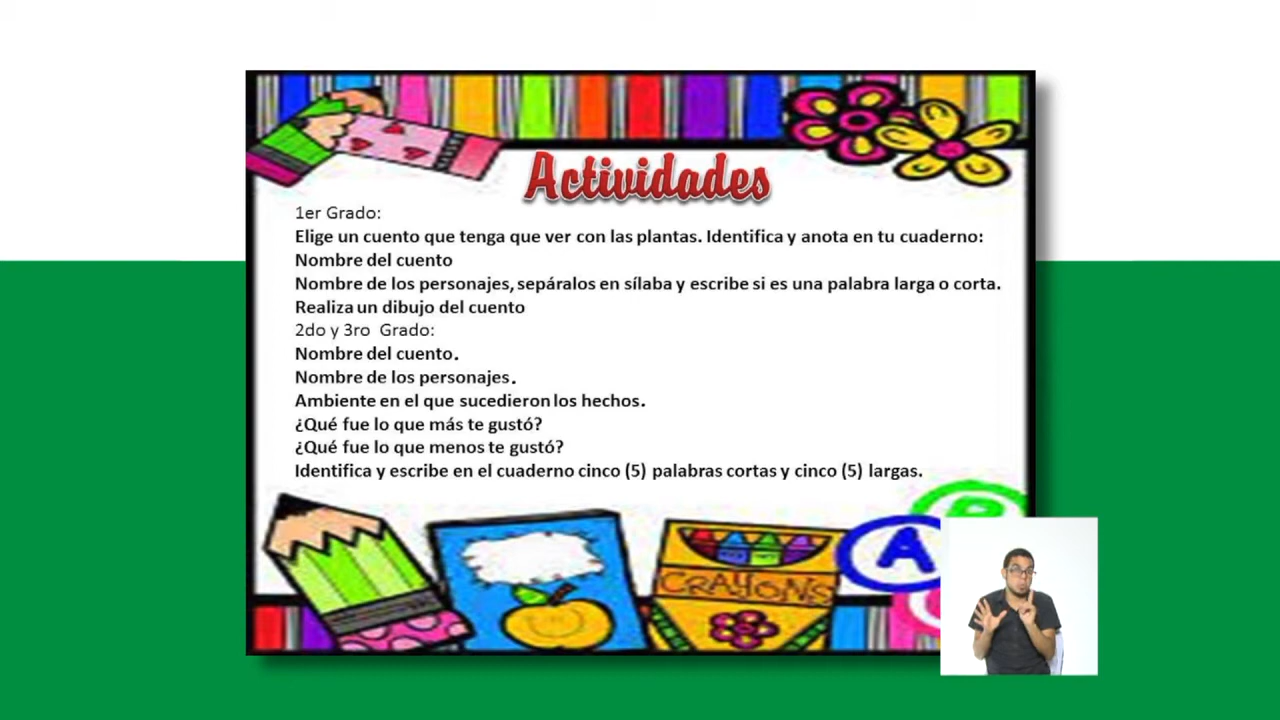 Actividades
1er Grado:
Elige un cuento que tenga que ver con las plantas. Identifica y anota en tu cuaderno:
Nombre del cuento
Nombre de los personajes, sepáralos en sílaba y escribe si es una palabra larga o corta.
Realiza un dibujo del cuento
2do y 3ro Grado:
Nombre del cuento.
Nombre de los personajes.
Ambiente en el que sucedieron los hechos.
¿Qué fue lo que más te gustó?
¿Qué fue lo que menos te gustó?
Identifica y escribe en el cuaderno cinco (5) palabras cortas y cinco (5) largas.
CRAYONS
A